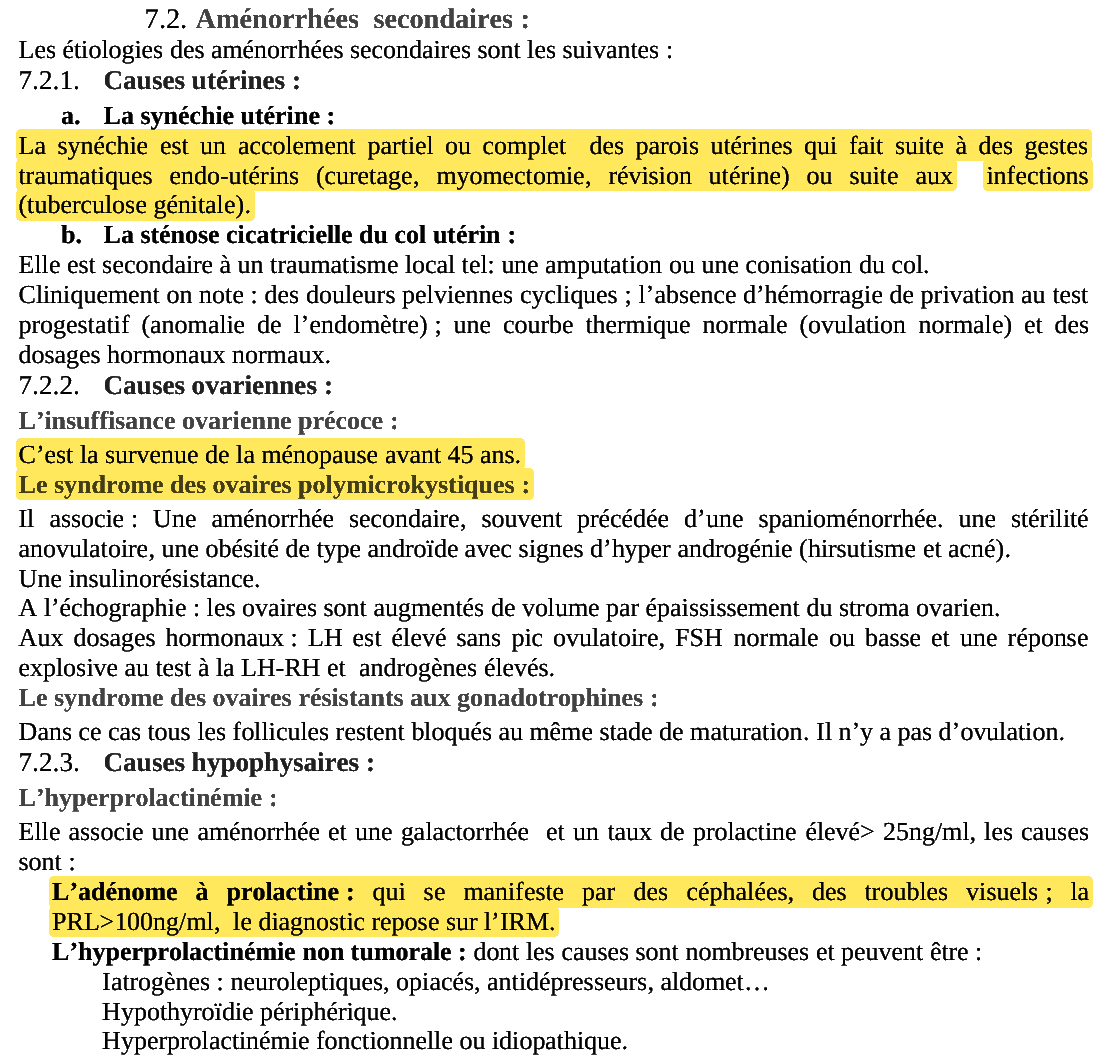 7.2. Aménorrhées secondaires :
Les étiologies des aménorrhées secondaires sont les suivantes :
7.2.1. Causes utérines :
a. La synéchie utérine :
La synéchie est un accolement partiel ou complet des parois utérines qui fait suite à des gestes
traumatiques endo-utérins (curetage, myomectomie, révision utérine) ou suite aux infections
(tuberculose génitale).
b. La sténose cicatricielle du col utérin :
Elle est secondaire à un traumatisme local tel: une amputation ou une conisation du col.
Cliniquement on note : des douleurs pelviennes cycliques ; l’absence d’hémorragie de privation au test
progestatif (anomalie de l’endomètre) ; une courbe thermique normale (ovulation normale) et des
dosages hormonaux normaux.
7.2.2. Causes ovariennes :
L’insuffisance ovarienne précoce :
C’est la survenue de la ménopause avant 45 ans.
Le syndrome des ovaires polymicrokystiques :
Il associe : Une aménorrhée secondaire, souvent précédée d’une spanioménorrhée. une stérilité
anovulatoire, une obésité de type androïde avec signes d’hyper androgénie (hirsutisme et acné).
Une insulinorésistance.
A l’échographie : les ovaires sont augmentés de volume par épaississement du stroma ovarien.
Aux dosages hormonaux : LH est élevé sans pic ovulatoire, FSH normale ou basse et une réponse
explosive au test à la LH-RH et androgènes élevés.
Le syndrome des ovaires résistants aux gonadotrophines :
Dans ce cas tous les follicules restent bloqués au même stade de maturation. Il n’y a pas d’ovulation.
7.2.3. Causes hypophysaires :
L’hyperprolactinémie :
Elle associe une aménorrhée et une galactorrhée et un taux de prolactine élevé> 25ng/ml, les causes
sont :
L’adénome à prolactine : qui se manifeste par des céphalées, des troubles visuels ; la
PRL>100ng/ml, le diagnostic repose sur l’IRM.
L’hyperprolactinémie non tumorale : dont les causes sont nombreuses et peuvent être :
Iatrogènes : neuroleptiques, opiacés, antidépresseurs, aldomet…
Hypothyroïdie périphérique.
Hyperprolactinémie fonctionnelle ou idiopathique.